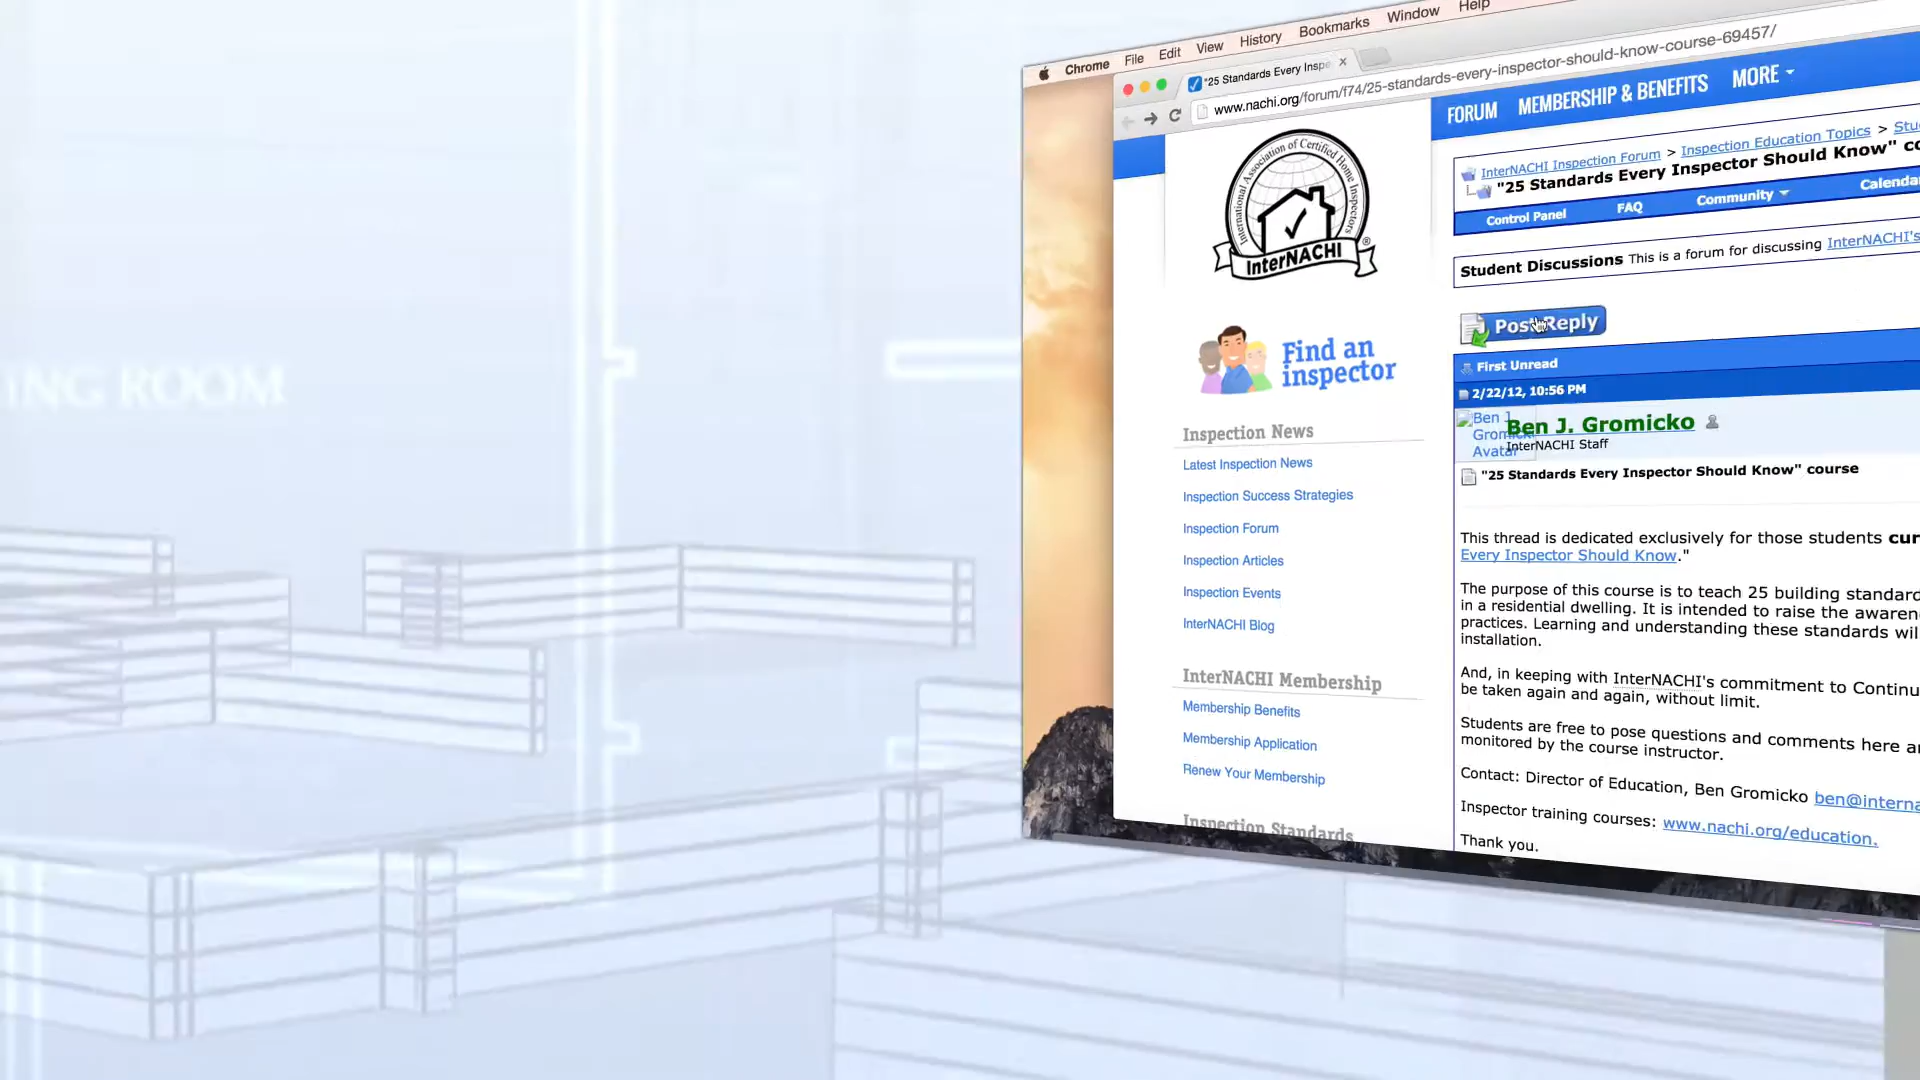 ING ROOM
Chrome File Edit View History Bookmarks Window Help
"25 Standards Every Inspe
www.nachi.org/forum/f74/25-standards-every-inspector-should-know-course-69457/
FORUM MEMBERSHIP & BENEFITS MORE
International Association of Certified Home Inspectors
InterNACHI
®
Find an
inspector
Inspection News
Latest Inspection News
Inspection Success Strategies
Inspection Forum
Inspection Articles
Inspection Events
InterNACHI Blog
InterNACHI Membership
Membership Benefits
Membership Application
Renew Your Membership
Inspection Standards
InterNACHI Inspection Forum > Inspection Education Topics > Stu
"25 Standards Every Inspector Should Know" co
Control Panel FAQ Community Calenda
Student Discussions This is a forum for discussing InterNACHI's
Post Reply
First Unread
2/22/12, 10:56 PM
Ben J.
Gromicko
Avatar
Ben J. Gromicko
InterNACHI Staff
"25 Standards Every Inspector Should Know" course
This thread is dedicated exclusively for those students cur
Every Inspector Should Know."
The purpose of this course is to teach 25 building standard
in a residential dwelling. It is intended to raise the awaren
practices. Learning and understanding these standards wil
installation.
And, in keeping with InterNACHI's commitment to Continu
be taken again and again, without limit.
Students are free to pose questions and comments here a
monitored by the course instructor.
Contact: Director of Education, Ben Gromicko ben@interna
Inspector training courses: www.nachi.org/education.
Thank you.